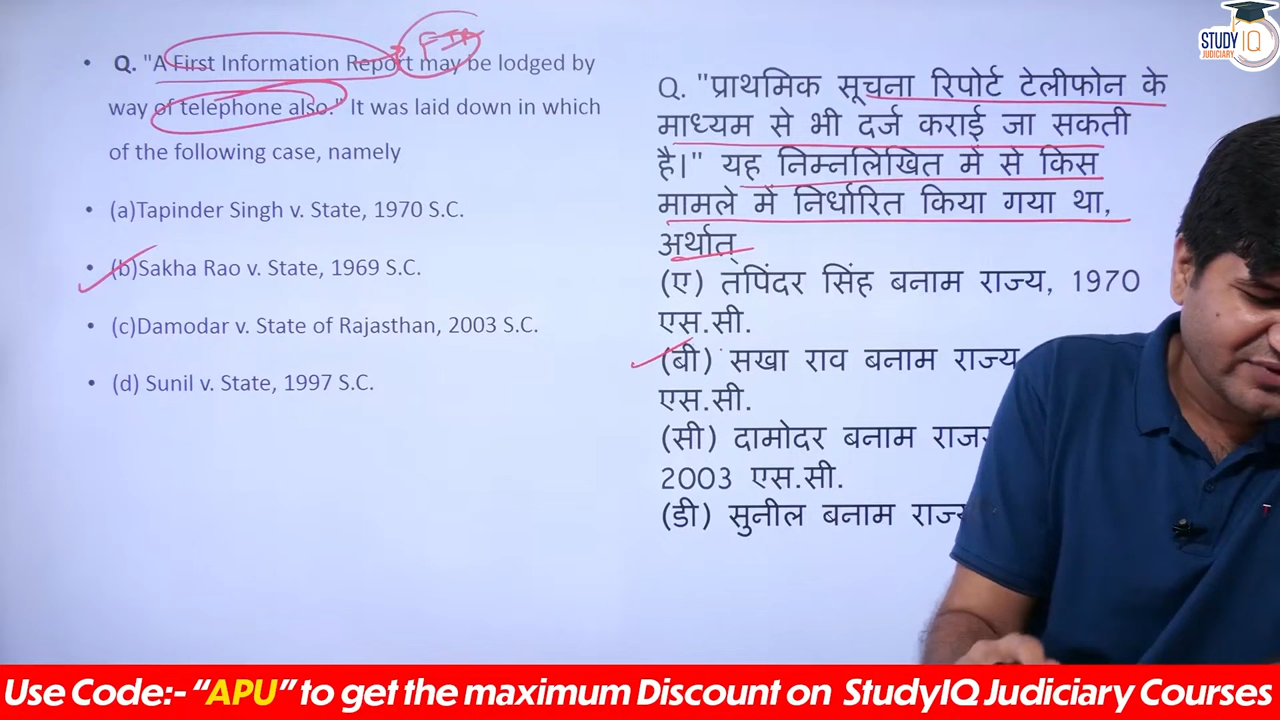 STUDY IQ
JUDICIARY
FIR
• Q. "A First Information Report may be lodged by
way of telephone also." It was laid down in which
of the following case, namely
• (a)Tapinder Singh v. State, 1970 S.C.
• (b)Sakha Rao v. State, 1969 S.C.
• (c)Damodar v. State of Rajasthan, 2003 S.C.
• (d) Sunil v. State, 1997 S.C.
Q. "प्राथमिक सूचना रिपोर्ट टेलीफोन के
माध्यम से भी दर्ज कराई जा सकती
है।" यह निम्नलिखित में से किस
मामले में निर्धारित किया गया था,
अर्थात्
(ए) तपिंदर सिंह बनाम राज्य, 1970
एस.सी.
(बी) सखा राव बनाम राज्य
एस.सी.
(सी) दामोदर बनाम
2003 एस.सी.
(डी) सुनील बनाम
Use Code:- “APU” to get the maximum Discount on StudyIQ Judiciary Courses